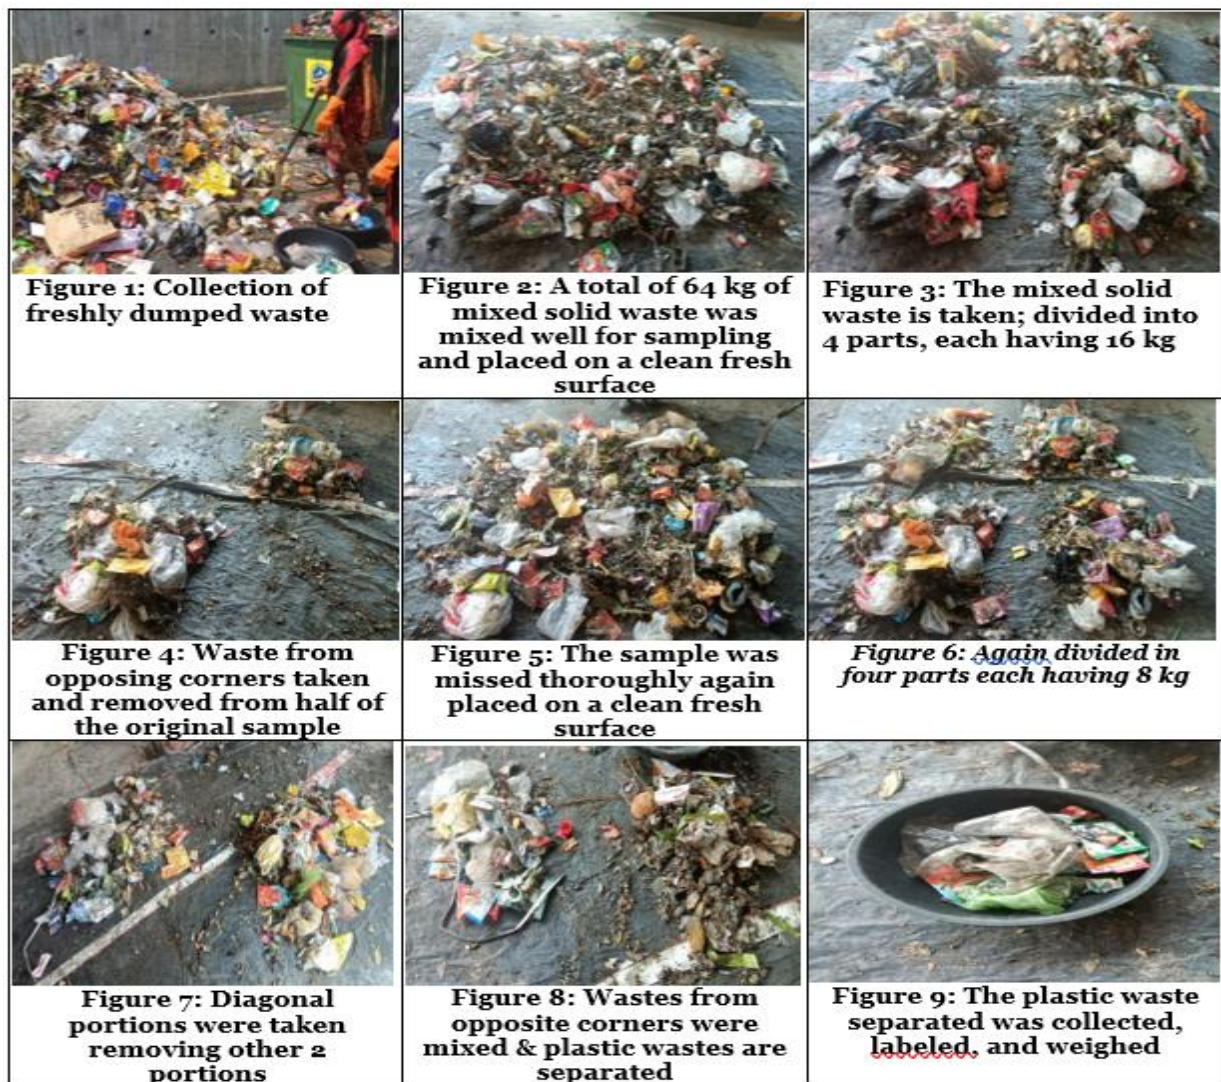 Figure 1: Collection of
freshly dumped waste
Figure 2: A total of 64 kg of
mixed solid waste was
mixed well for sampling
and placed on a clean fresh
surface
Figure 3: The mixed solid
waste is taken; divided into
4 parts, each having 16 kg
Figure 4: Waste from
opposing corners taken
and removed from half of
the original sample
Figure 5: The sample was
missed thoroughly again
placed on a clean fresh
surface
Figure 6: Again divided in
four parts each having 8 kg
Figure 7: Diagonal
portions were taken
removing other 2
portions
Figure 8: Wastes from
opposite corners were
mixed & plastic wastes are
separated
Figure 9: The plastic waste
separated was collected,
labeled, and weighed